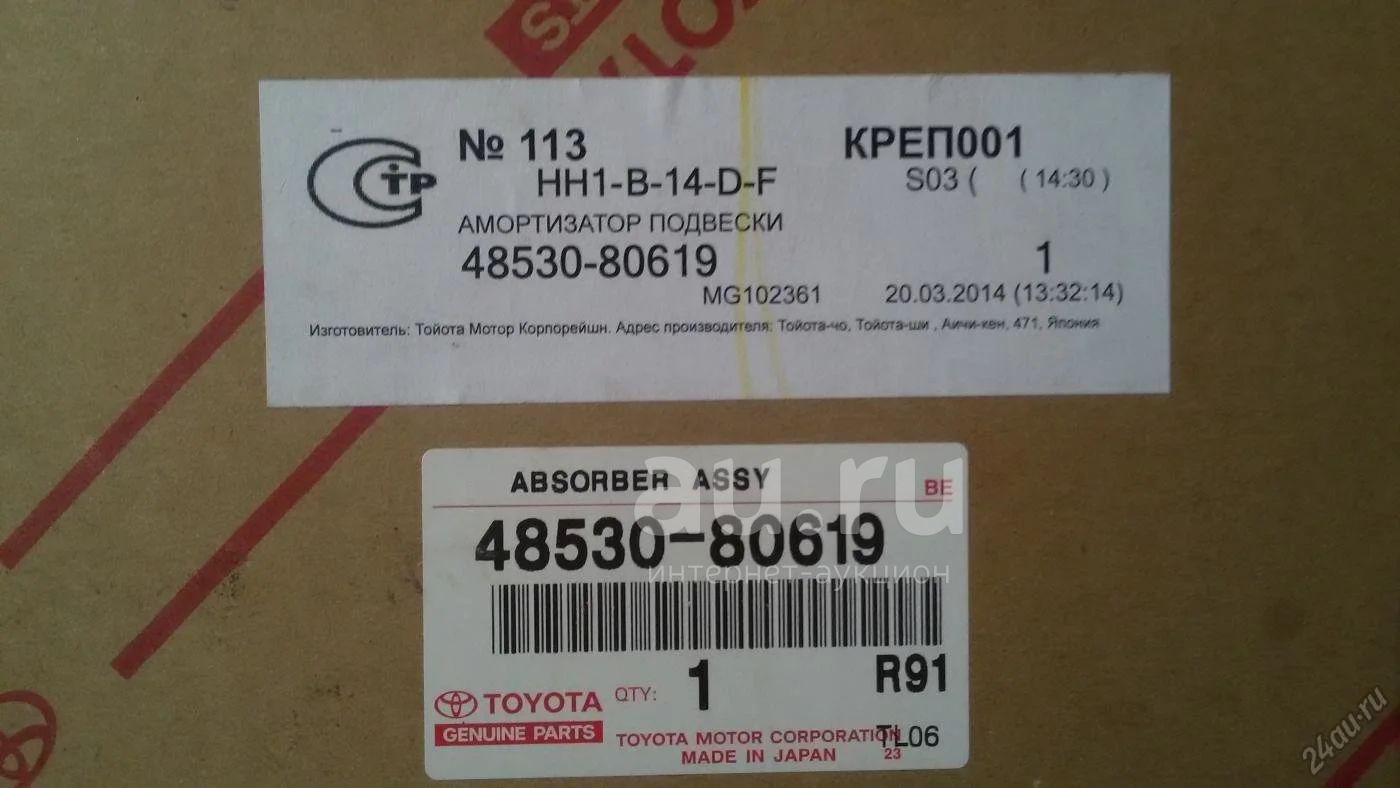 № 113
КРЕП001
НН1-В-14-D-F
S03 ( ( 14:30 )
АМОРТИЗАТОР ПОДВЕСКИ
48530-80619
1
MG102361
20.03.2014 (13:32:14)
Изготовитель: Тойота Мотор Корпорейшн. Адрес производителя: Тойота-чо, Тойота-ши , Аичи-кен, 471, Япония
СТР
ABSORBER ASSY
BE
48530-80619
au.ru
интернет-аукцион
QTY: 1
R91
TOYOTA
GENUINE PARTS
TOYOTA MOTOR CORPORATION
TL06
MADE IN JAPAN
23
24au.ru